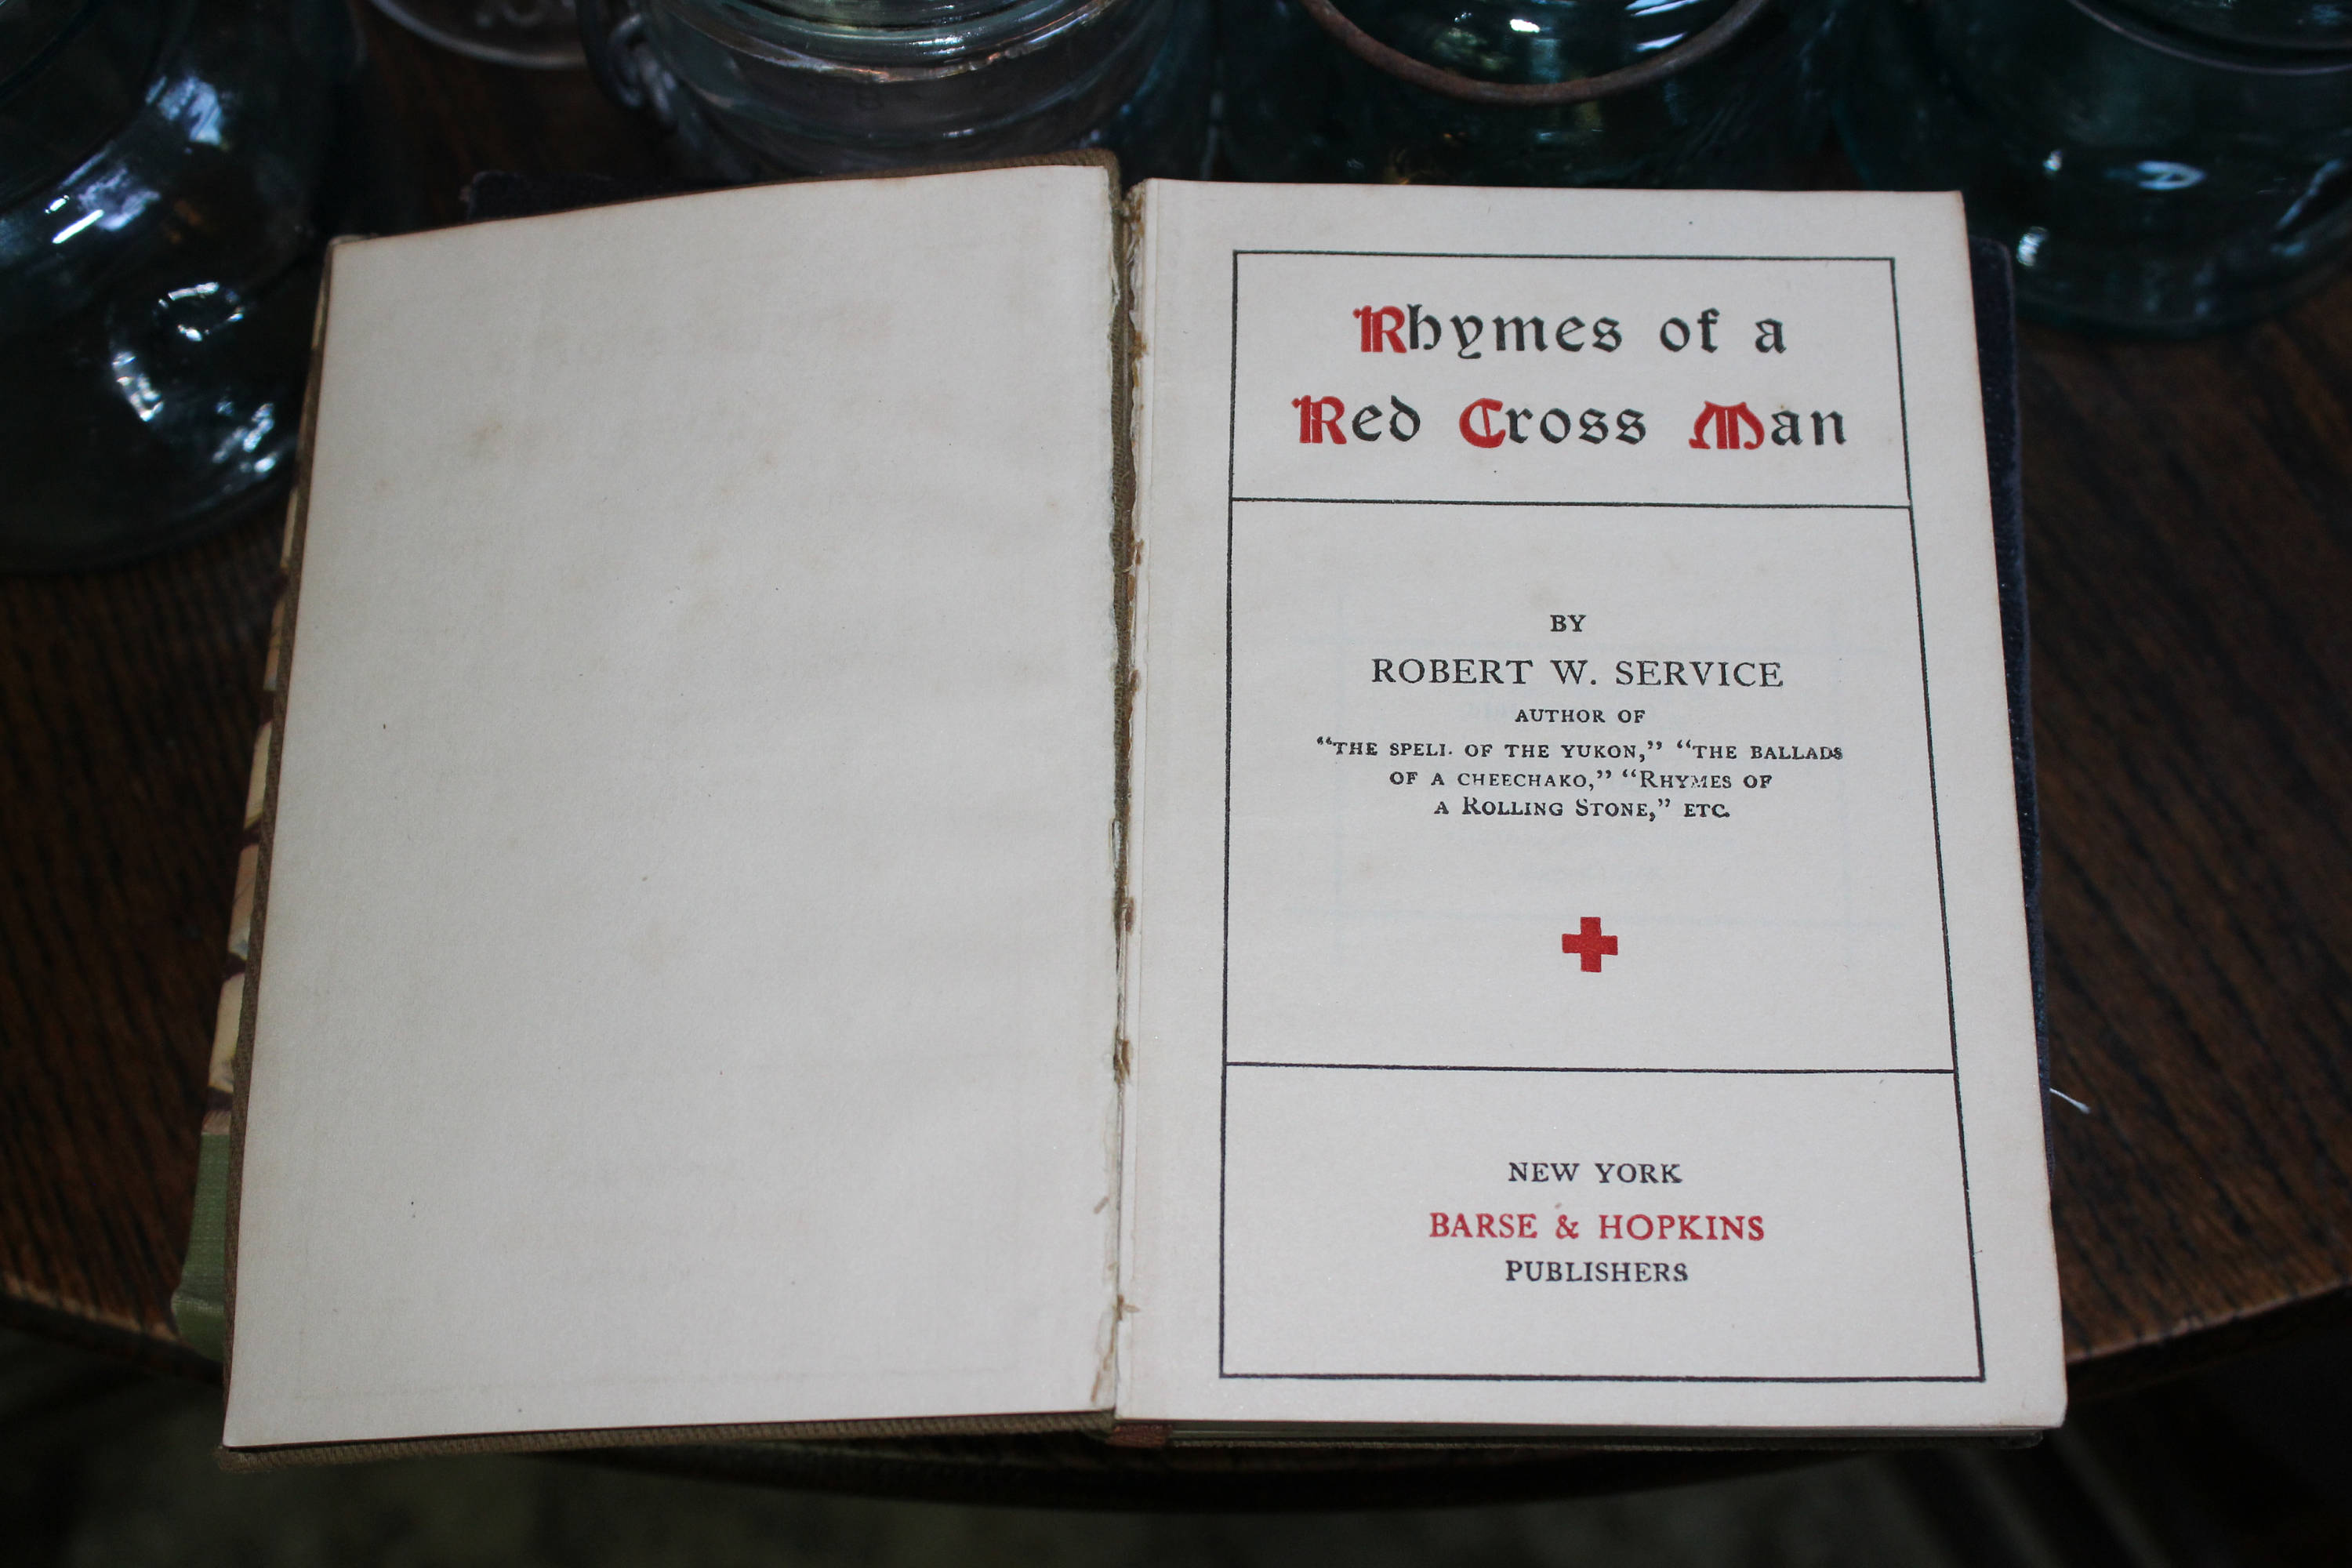 Rhymes of a
Red Cross Man
BY
ROBERT W. SERVICE
AUTHOR OF
“THE SPELL OF THE YUKON,” “THE BALLADS
OF A CHEECHAKO,” “RHYMES OF
A ROLLING STONE,” ETC.
NEW YORK
BARSE & HOPKINS
PUBLISHERS